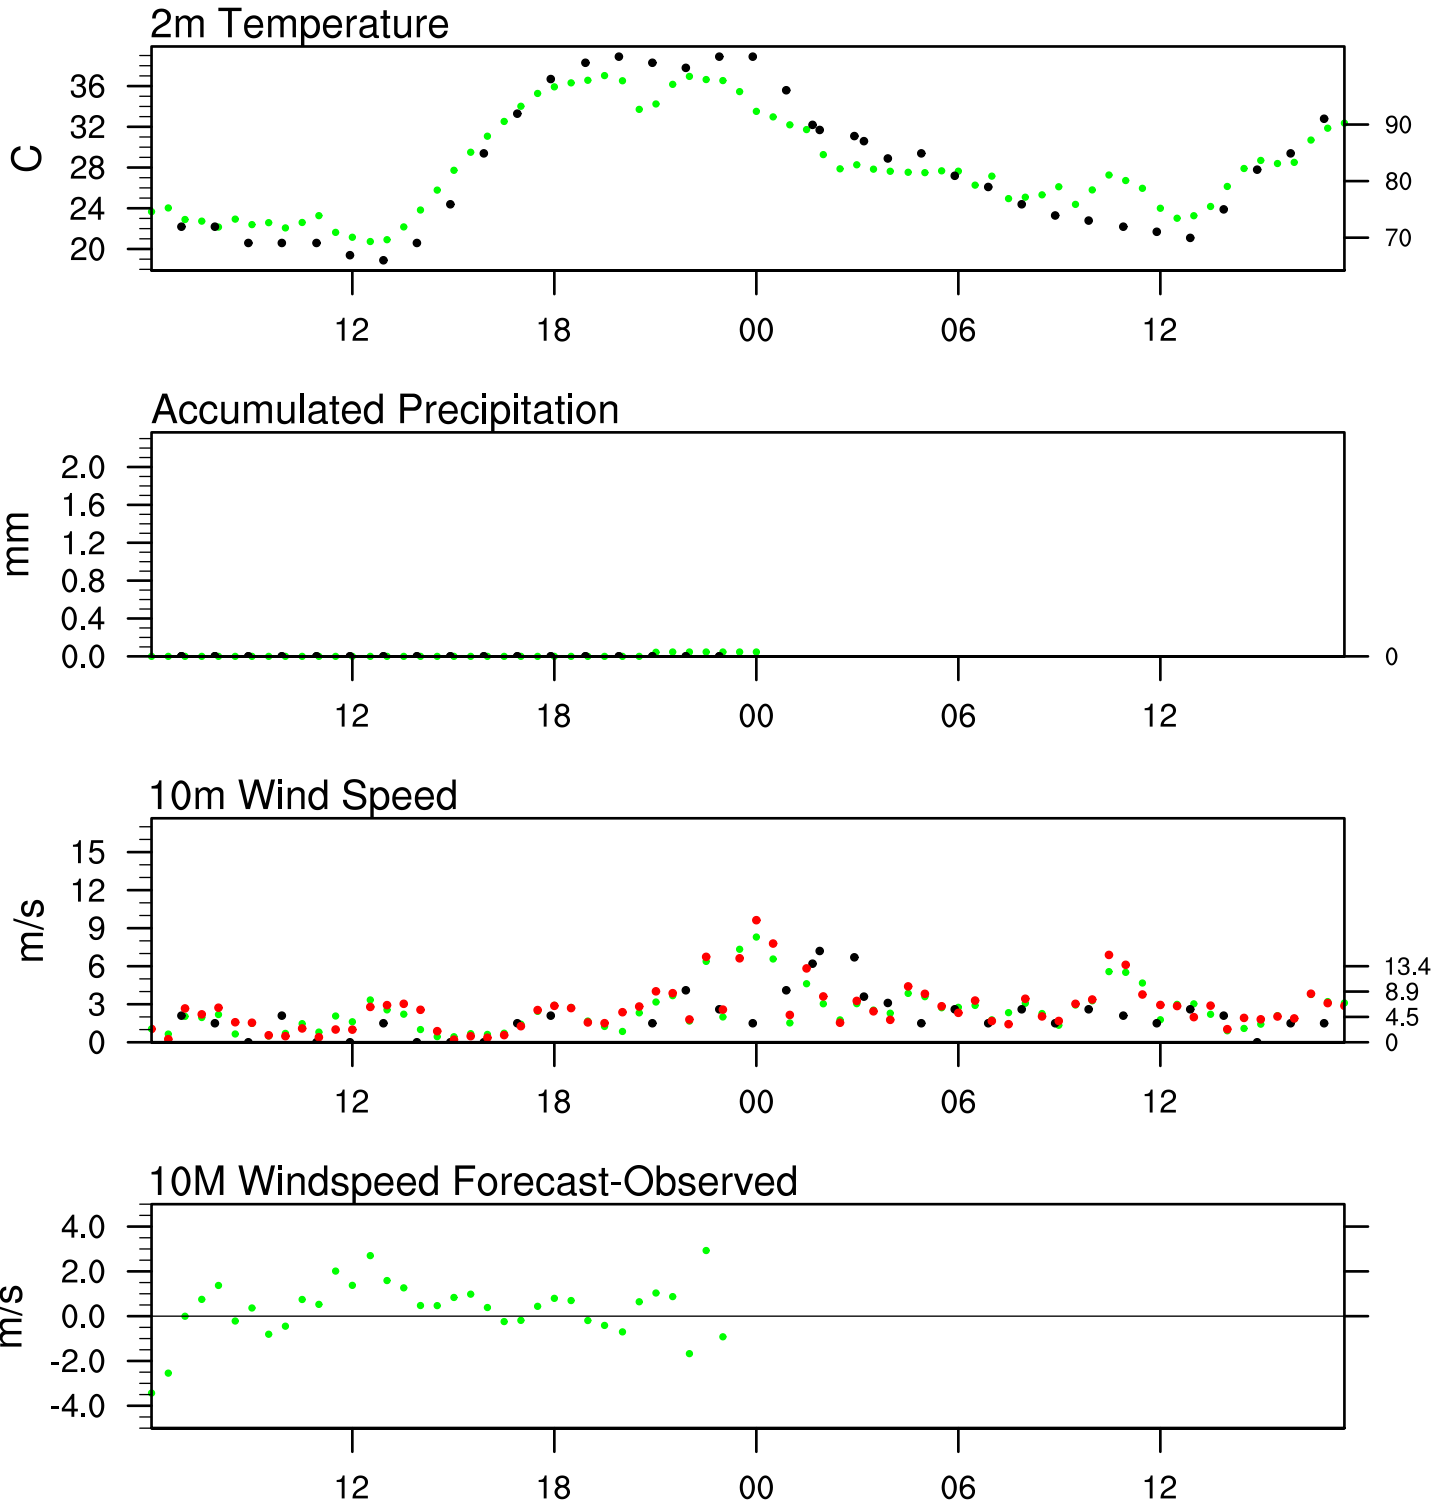 2m Temperature
36
32
28
24
20
C
90
80
70
12 18 00 06 12
Accumulated Precipitation
2.0
1.6
1.2
0.8
0.4
0.0
mm
0
12 18 00 06 12
10m Wind Speed
15
12
9
6
3
0
m/s
13.4
8.9
4.5
0
12 18 00 06 12
10M Windspeed Forecast-Observed
4.0
2.0
0.0
-2.0
-4.0
m/s
12 18 00 06 12